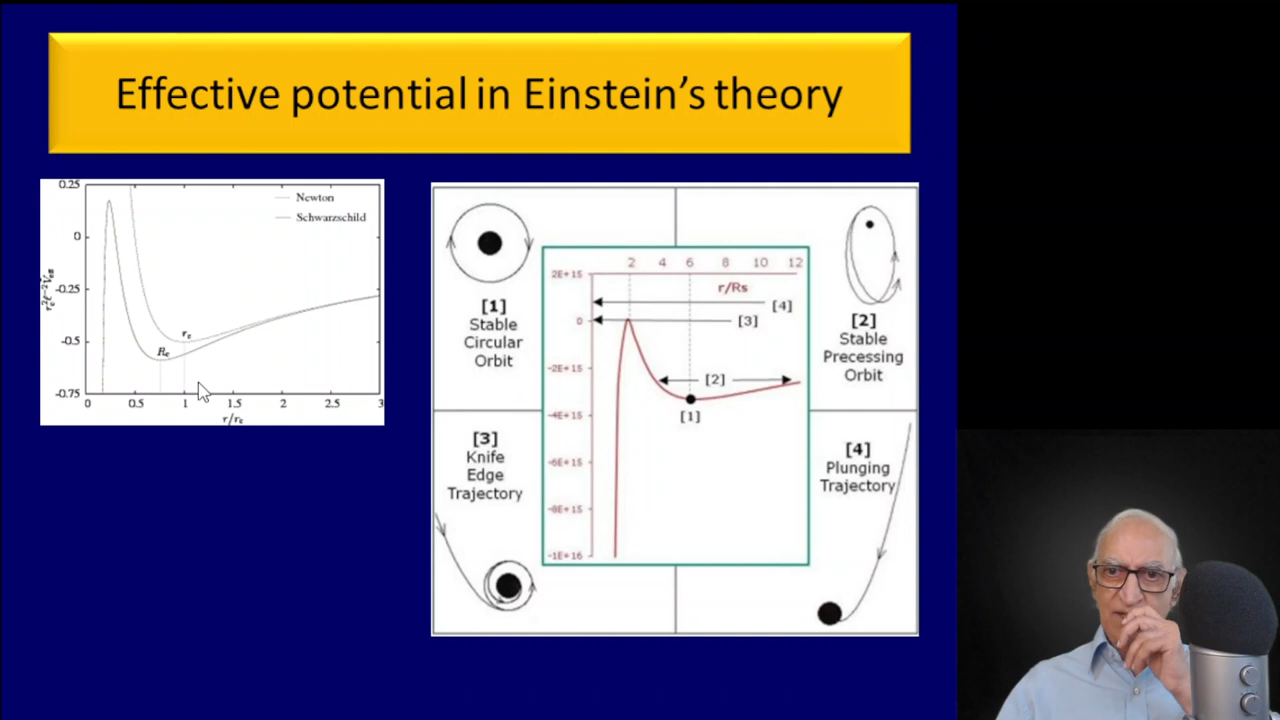 Effective potential in Einstein's theory
0.25
0
-0.25
-0.5
-0.75
Newton
Schwarzschild
r_c
R_c
0 0.5 1 1.5 2 2.5 3
r/r_c
[1]
Stable
Circular
Orbit
[2]
Stable
Precessing
Orbit
2 4 6 8 10 12
2E+15
r/Rs
[4]
0
[3]
-2E+15
[2]
-4E+15
[1]
-6E+15
-8E+15
-1E+16
[3]
Knife
Edge
Trajectory
[4]
Plunging
Trajectory